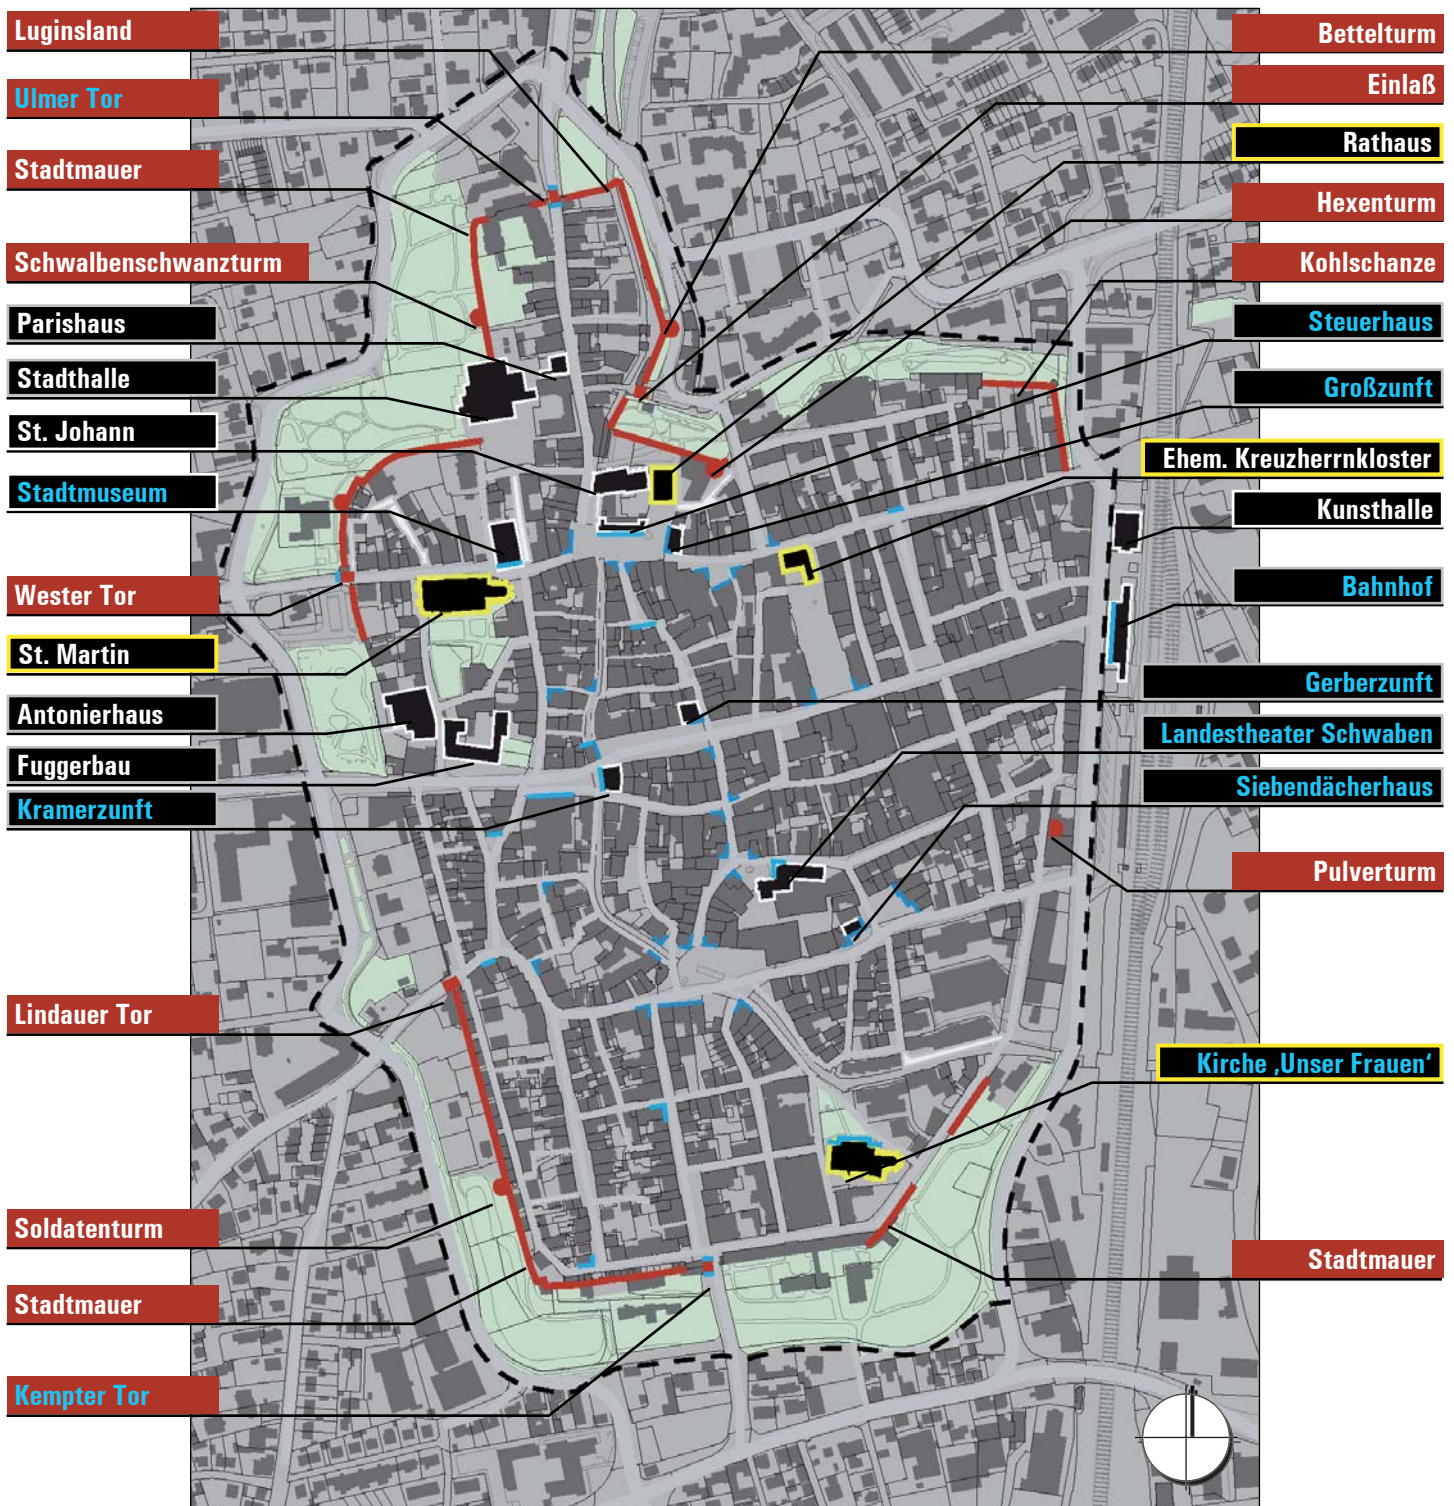 Luginsland
Ulmer Tor
Stadtmauer
Schwalbenschwanzturm
Parishaus
Stadthalle
St. Johann
Stadtmuseum
Wester Tor
St. Martin
Antonierhaus
Fuggerbau
Kramerzunft
Lindauer Tor
Soldatenturm
Stadtmauer
Kempter Tor
Bettelturm
Einlaß
Rathaus
Hexenturm
Kohlschanze
Steuerhaus
Großzunft
Ehem. Kreuzherrnkloster
Kunsthalle
Bahnhof
Gerberzunft
Landestheater Schwaben
Siebendächerhaus
Pulverturm
Kirche ‚Unser Frauen‘
Stadtmauer